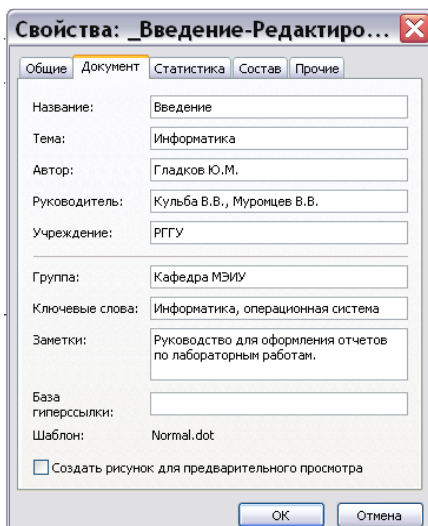 Свойства: _Введение-Редактиро...
Общие Документ Статистика Состав Прочие
Название: Введение
Тема: Информатика
Автор: Гладков Ю.М.
Руководитель: Кульба В.В., Муромцев В.В.
Учреждение: РГГУ
Группа: Кафедра МЭИУ
Ключевые слова: Информатика, операционная система
Заметки: Руководство для оформления отчетов
по лабораторным работам.
База
гиперссылки:
Шаблон: Normal.dot
Создать рисунок для предварительного просмотра
ОК Отмена